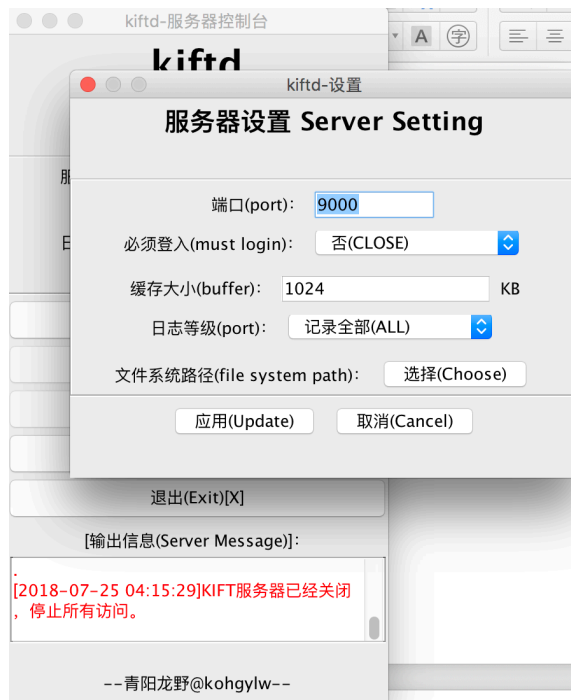 kiftd-服务器控制台
A 字
kiftd
kiftd-设置
服务器设置 Server Setting
端口(port)： 9000
必须登入(must login)： 否(CLOSE)
缓存大小(buffer)： 1024 KB
日志等级(port)： 记录全部(ALL)
文件系统路径(file system path)： 选择(Choose)
应用(Update) 取消(Cancel)
退出(Exit)[X]
[输出信息(Server Message)]：
.
[2018-07-25 04:15:29]KIFT服务器已经关闭
，停止所有访问。
--青阳龙野@kohgylw--